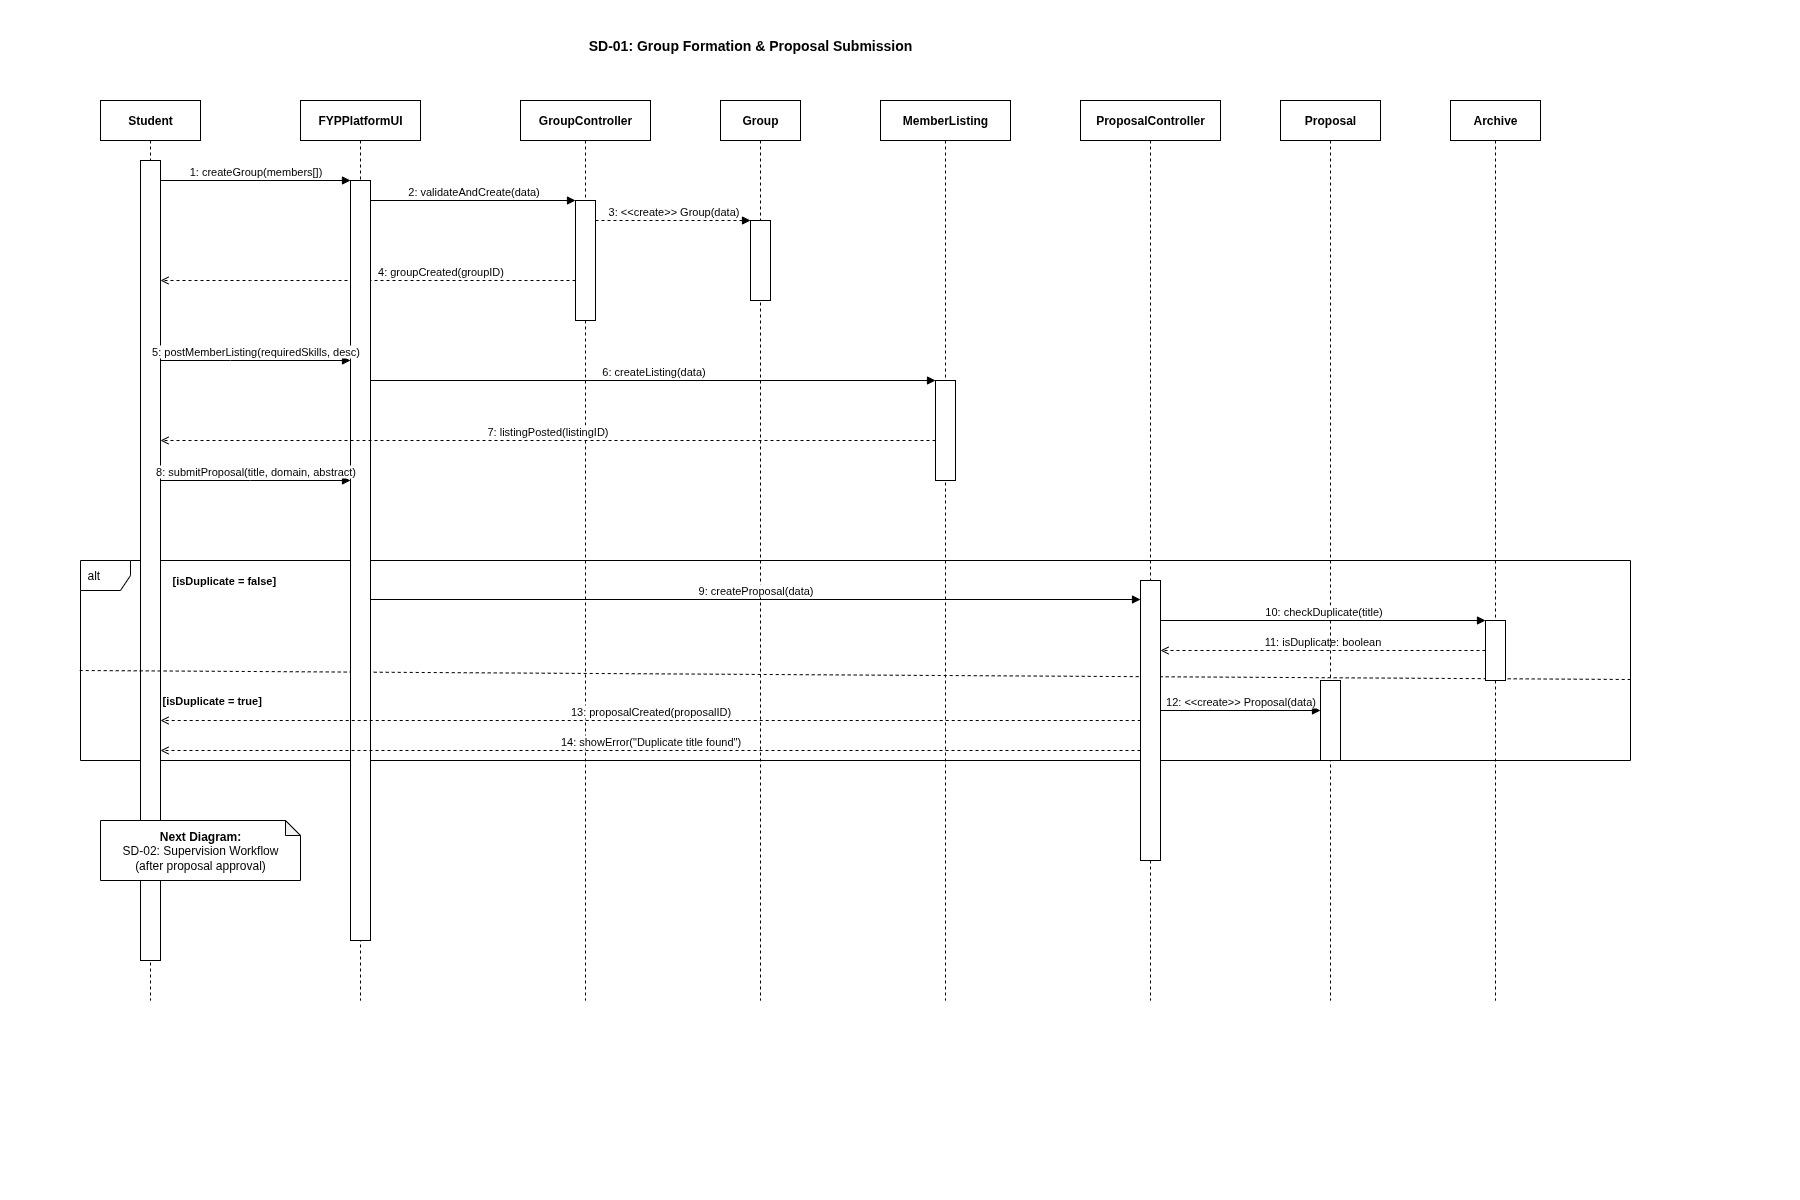 SD-01: Group Formation & Proposal Submission
Student
FYPPlatformUI
GroupController
Group
MemberListing
ProposalController
Proposal
Archive
1: createGroup(members[])
2: validateAndCreate(data)
3: <<create>> Group(data)
4: groupCreated(groupID)
5: postMemberListing(requiredSkills, desc)
6: createListing(data)
7: listingPosted(listingID)
8: submitProposal(title, domain, abstract)
alt
[isDuplicate = false]
9: createProposal(data)
10: checkDuplicate(title)
11: isDuplicate: boolean
[isDuplicate = true]
12: <<create>> Proposal(data)
13: proposalCreated(proposalID)
14: showError("Duplicate title found")
Next Diagram:
SD-02: Supervision Workflow
(after proposal approval)